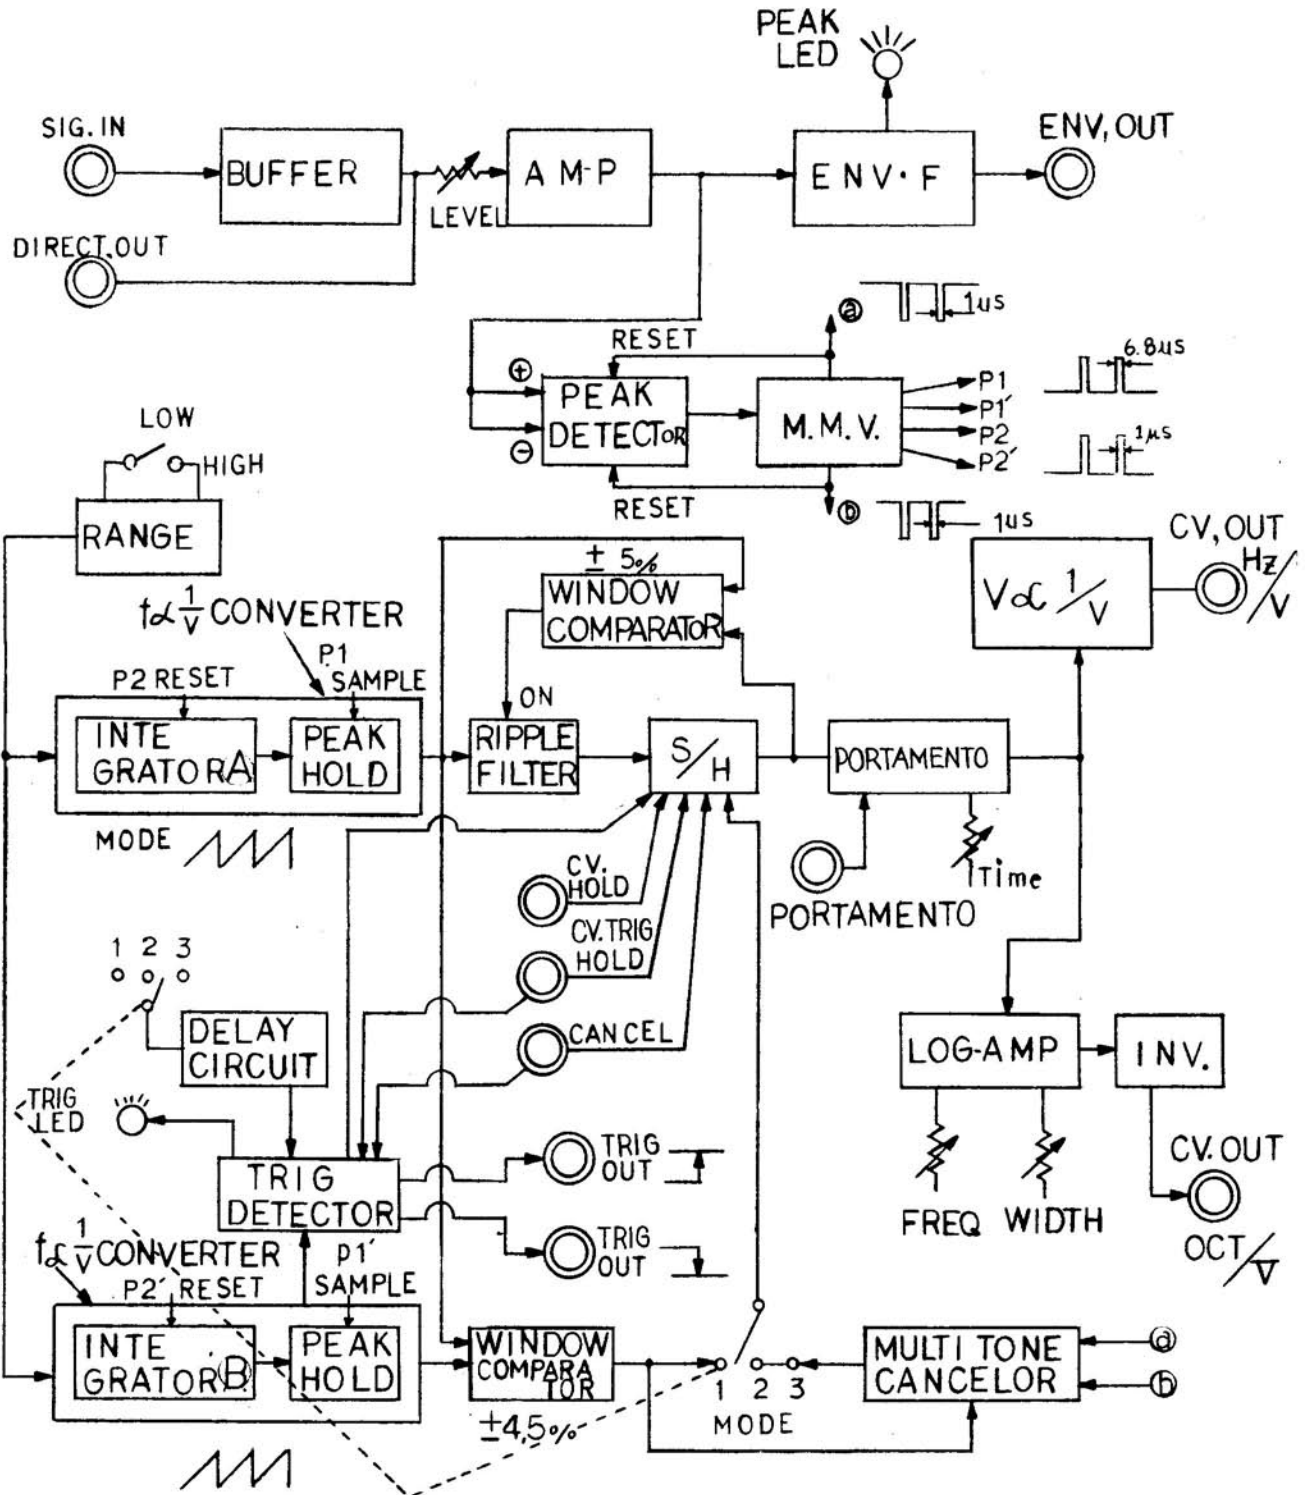 PEAK
LED
SIG. IN
ENV, OUT
BUFFER
AM-P
ENV·F
LEVEL
DIRECT.OUT
ⓐ
1µs
RESET
6.8µs
⊕
PEAK
DETECTOR
M.M.V.
P1
P1'
P2
P2'
1µs
⊖
LOW
HIGH
RESET
ⓑ
1µs
RANGE
CV, OUT
Hz/V
± 5%
WINDOW
COMPARATOR
V∝ 1/V
f∝ 1/V CONVERTER
P1
SAMPLE
P2 RESET
ON
INTE
GRATOR A
PEAK
HOLD
RIPPLE
FILTER
S/H
PORTAMENTO
MODE
Time
CV.
HOLD
PORTAMENTO
CV.TRIG
HOLD
1 2 3
DELAY
CIRCUIT
CANCEL
LOG-AMP
INV.
TRIG
LED
TRIG
OUT
TRIG
DETECTOR
CV.OUT
FREQ WIDTH
OCT/V
TRIG
OUT
f∝ 1/V CONVERTER
P1'
SAMPLE
P2' RESET
INTE
GRATOR Ⓑ
PEAK
HOLD
WINDOW
COMPARA
TOR
MULTI TONE
CANCELOR
ⓐ
ⓑ
1 2 3
MODE
±4,5%